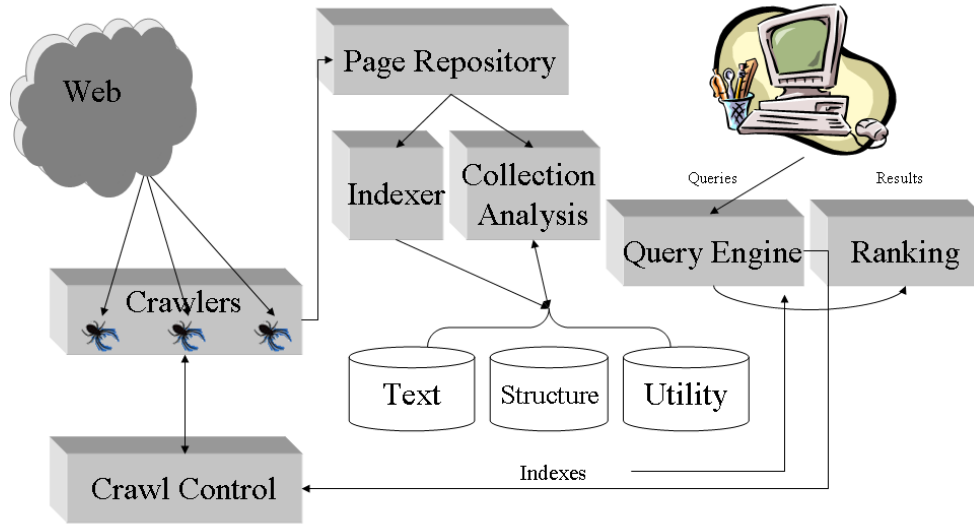 Web
Page Repository
Indexer
Collection
Analysis
Queries
Results
Query Engine
Ranking
Crawlers
Text
Structure
Utility
Indexes
Crawl Control